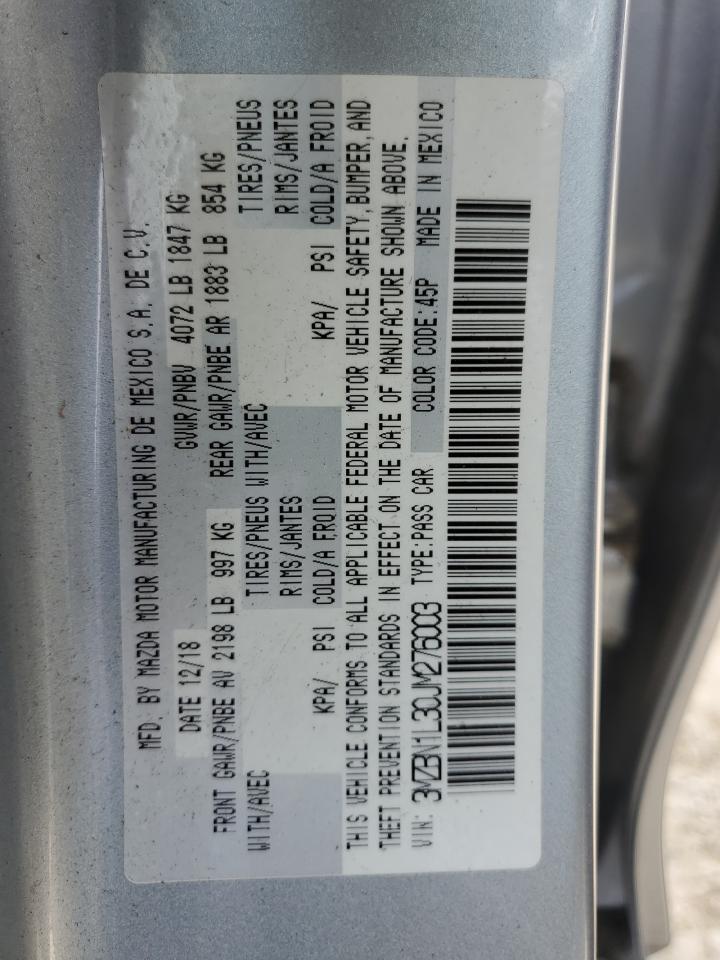 MFD. BY MAZDA MOTOR MANUFACTURING DE MEXICO S.A. DE C.V.
DATE 12/18 GVWR/PNBV 4072 LB 1847 KG
FRONT GAWR/PNBE AV 2198 LB 997 KG REAR GAWR/PNBE AR 1883 LB 854 KG
WITH/AVEC TIRES/PNEUS WITH/AVEC TIRES/PNEUS
RIMS/JANTES RIMS/JANTES
KPA/ PSI COLD/A FROID KPA/ PSI COLD/A FROID
THIS VEHICLE CONFORMS TO ALL APPLICABLE FEDERAL MOTOR VEHICLE SAFETY, BUMPER, AND
THEFT PREVENTION STANDARDS IN EFFECT ON THE DATE OF MANUFACTURE SHOWN ABOVE.
VIN: 3MZBN1L30JM276003 TYPE:PASS CAR COLOR CODE:45P MADE IN MEXICO